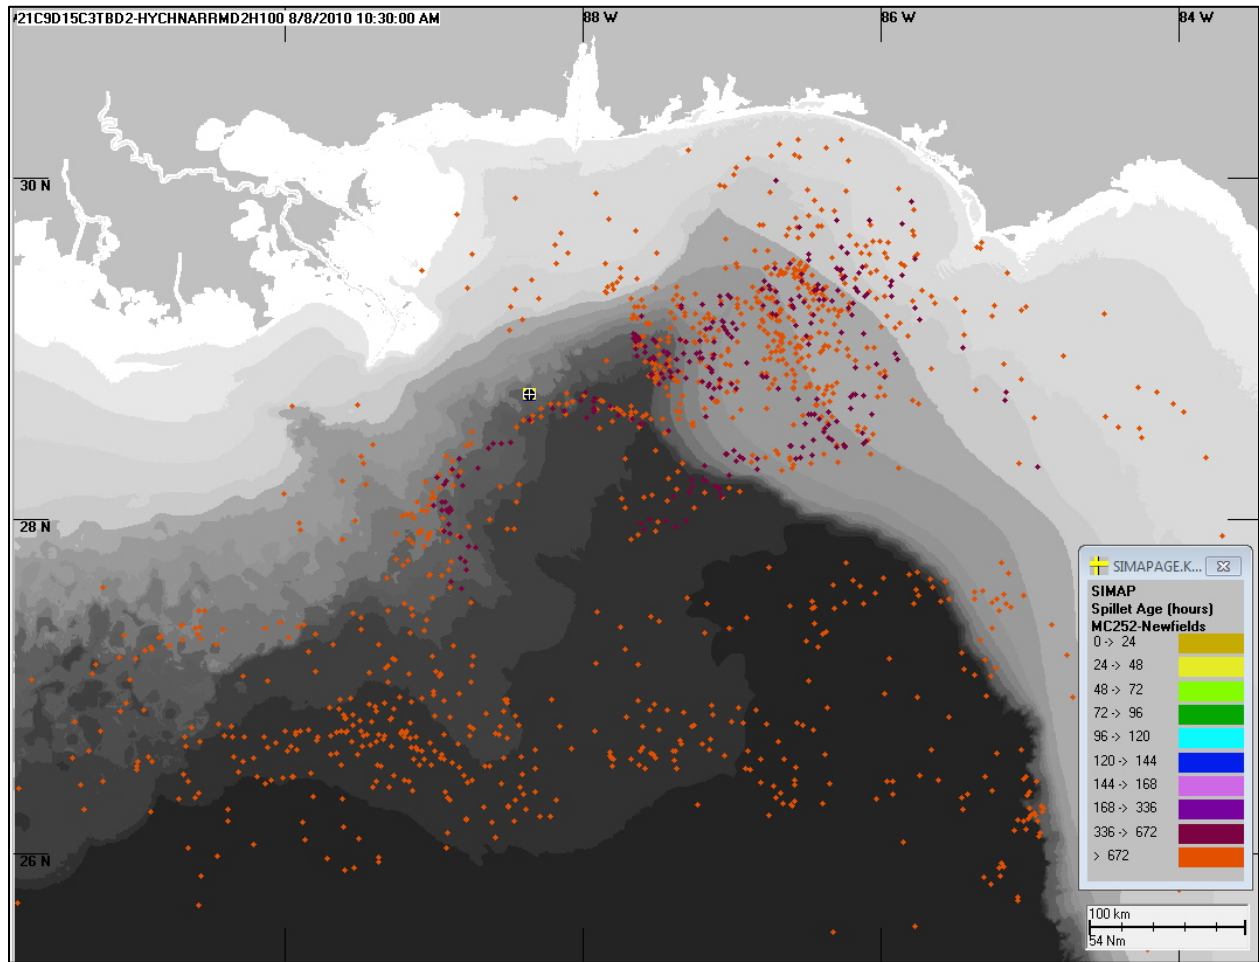 /21C9D15C3TBD2-HYCHNARRMD2H100 8/8/2010 10:30:00 AM
88 W
86 W
84 W
30 N
28 N
26 N
SIMAPAGE.K...
SIMAP
Spillet Age (hours)
MC252-Newfields
0 -> 24
24 -> 48
48 -> 72
72 -> 96
96 -> 120
120 -> 144
144 -> 168
168 -> 336
336 -> 672
> 672
100 km
54 Nm